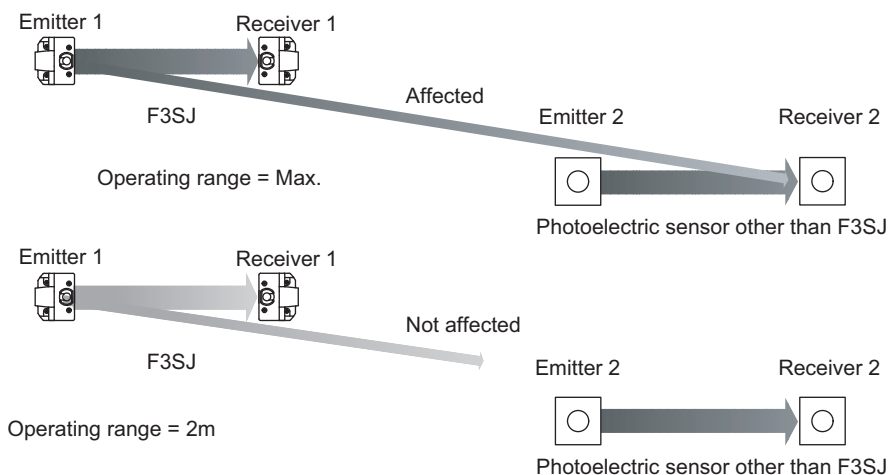 Emitter 1
Receiver 1
F3SJ
Affected
Emitter 2
Receiver 2
Operating range = Max.
Photoelectric sensor other than F3SJ
Emitter 1
Receiver 1
Not affected
F3SJ
Emitter 2
Receiver 2
Operating range = 2m
Photoelectric sensor other than F3SJ